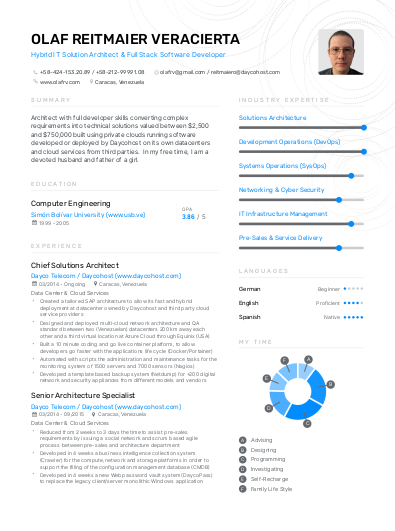 OLAF REITMAIER VERACIERTA
Hybrid IT Solution Architect & Full Stack Software Developer
+58-424-153.20.89 / +58-212-999.91.08
olafrv@gmail.com / reitmaiero@daycohost.com
www.olafrv.com
Caracas, Venezuela
SUMMARY
Architect with full developer skills converting complex
requirements into technical solutions valued between $2,500
and $750,000 built using private clouds running software
developed or deployed by Daycohost on its own datacenters
and cloud services from third parties. In my free time, I am a
devoted husband and father of a girl.
EDUCATION
Computer Engineering
Simón Bolívar University (www.usb.ve)
1999 - 2005
GPA
3.86 / 5
EXPERIENCE
Chief Solutions Architect
Dayco Telecom / Daycohost (www.daycohost.com)
03/2014 - Ongoing
Caracas, Venezuela
Data Center & Cloud Services
Created a tailored SAP architecture to allow its fast and hybrid
deployment at datacenter owned by Daycohost and third party cloud
service providers
Designed and deployed multi-cloud network architecture and QA
standard between two (Venezuelan) datacenters 200 km away each
other and a third virtual location at Azure Cloud through Equinix (USA)
Built a 10 minute coding and go live container platform, to allow
developers go faster with the applications life cycle (Docker/Portainer)
Automated with scripts the administration and maintenance tasks for the
monitoring system of 1500 servers and 7000 sensors (Nagios)
Developed a template based backup system (Netdump) for +200 digital
network and security appliances from different models and vendors
Senior Architecture Specialist
Dayco Telecom / Daycohost (www.daycohost.com)
03/2014 - 09/2015
Caracas, Venezuela
Data Center & Cloud Services
Reduced from 2 weeks to 3 days the time to assist pre-sales
requirements by issuing a social network and scrum based agile
process between pre-sales and architecture department
Developed in 6 weeks a business intelligence collection system
(Crawler) for the compute, network and storage platforms in order to
support the filling of the configuration management database (CMDB)
Developed in 4 weeks a new Web password vault system (DaycoPass)
to replace the legacy client/server monolithic Windows application
INDUSTRY EXPERTISE
Solutions Architecture
Development Operations (DevOps)
Systems Operations (SysOps)
Networking & Cyber Security
IT Infrastructure Management
Pre-Sales & Service Delivery
LANGUAGES
German
Beginner
English
Proficient
Spanish
Native
MY TIME
A
B
C
D
E
F
A Advising
B Designing
C Programming
D Investigating
E Self-Recharge
F Family Life Style